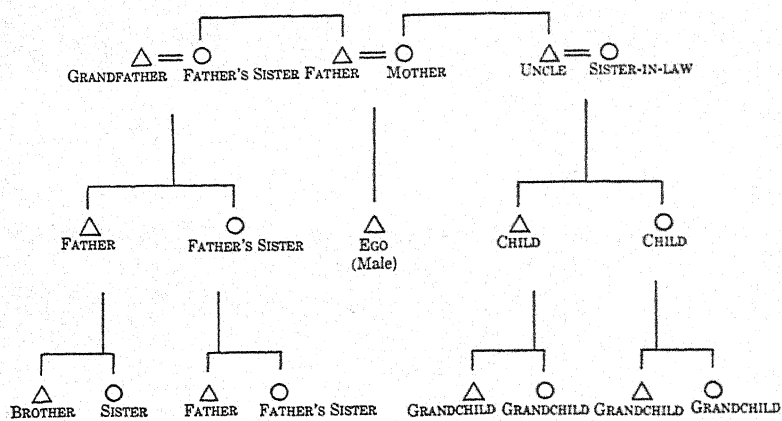 GRANDFATHER FATHER'S SISTER FATHER MOTHER UNCLE SISTER-IN-LAW
FATHER FATHER'S SISTER EGO CHILD CHILD
(Male)
BROTHER SISTER FATHER FATHER'S SISTER GRANDCHILD GRANDCHILD GRANDCHILD GRANDCHILD